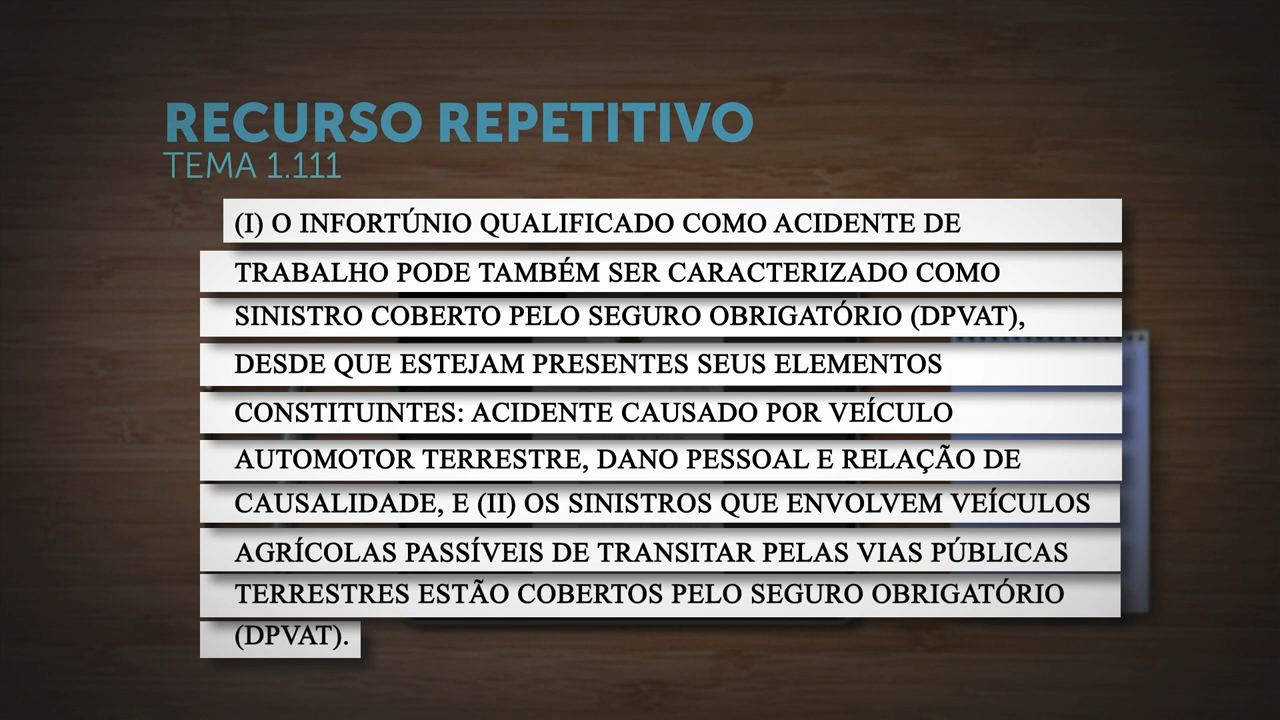 RECURSO REPETITIVO
TEMA 1.111
(I) O INFORTÚNIO QUALIFICADO COMO ACIDENTE DE
TRABALHO PODE TAMBÉM SER CARACTERIZADO COMO
SINISTRO COBERTO PELO SEGURO OBRIGATÓRIO (DPVAT),
DESDE QUE ESTEJAM PRESENTES SEUS ELEMENTOS
CONSTITUINTES: ACIDENTE CAUSADO POR VEÍCULO
AUTOMOTOR TERRESTRE, DANO PESSOAL E RELAÇÃO DE
CAUSALIDADE, E (II) OS SINISTROS QUE ENVOLVEM VEÍCULOS
AGRÍCOLAS PASSÍVEIS DE TRANSITAR PELAS VIAS PÚBLICAS
TERRESTRES ESTÃO COBERTOS PELO SEGURO OBRIGATÓRIO
(DPVAT).